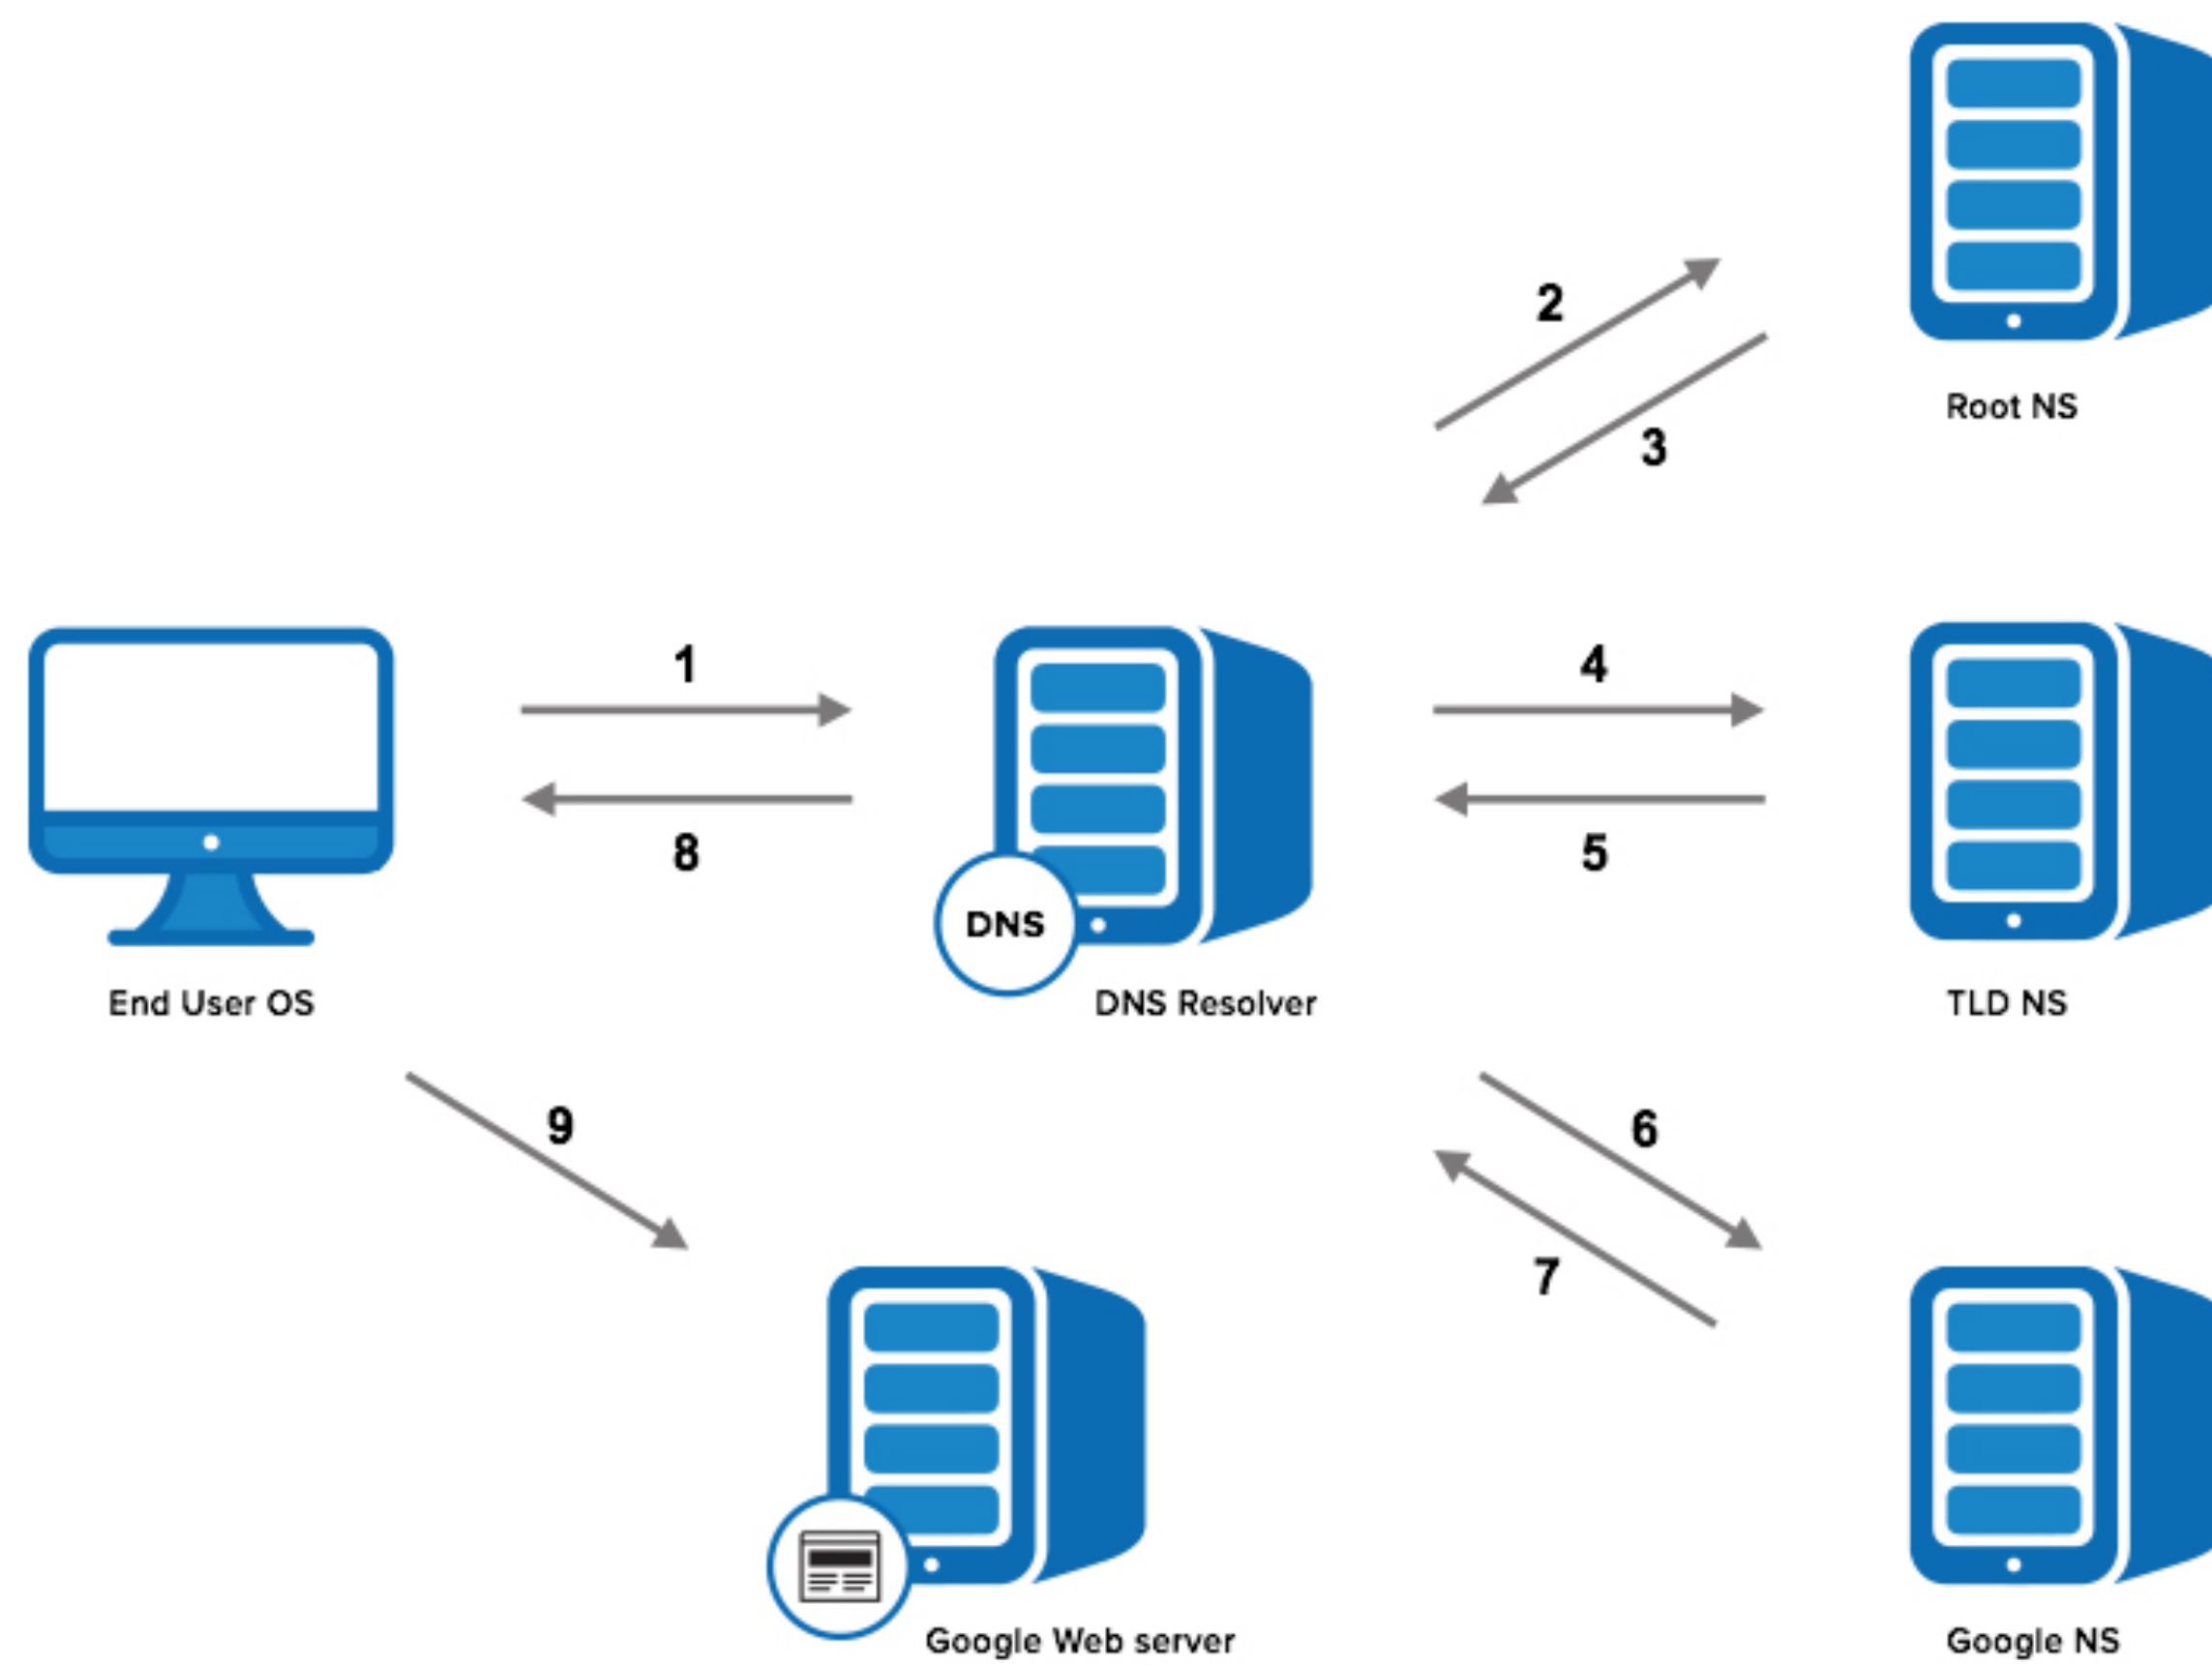 2
3
Root NS
1
4
8
5
DNS
End User OS
DNS Resolver
TLD NS
9
6
7
Google Web server
Google NS